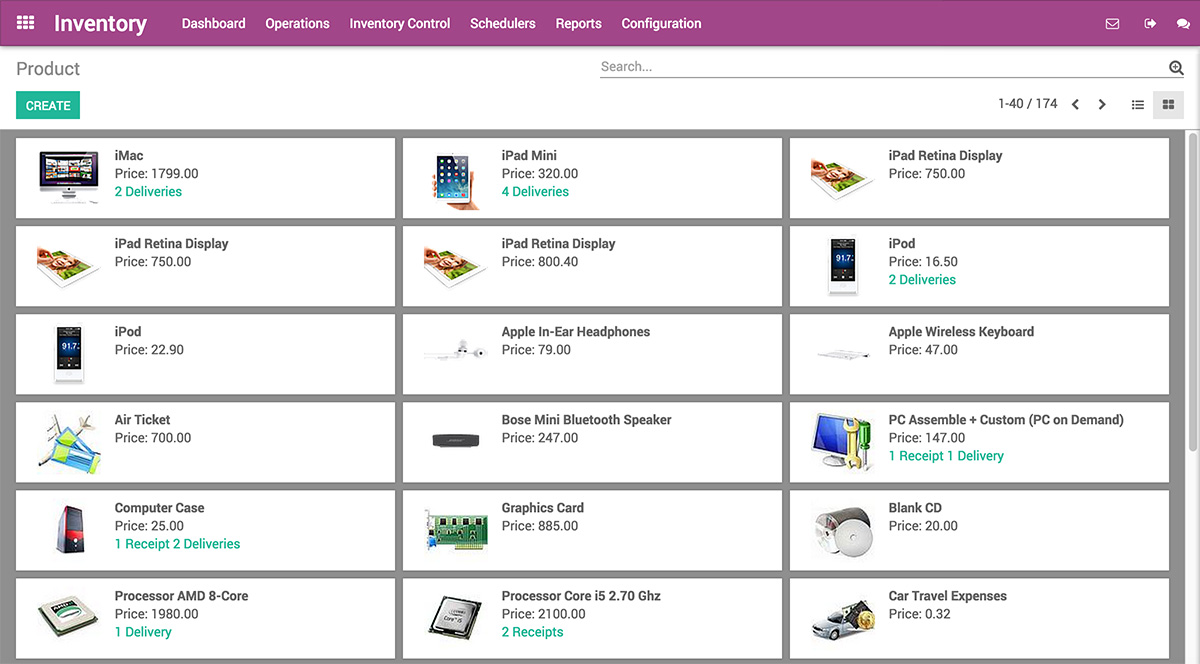 Inventory
Dashboard
Operations
Inventory Control
Schedulers
Reports
Configuration
Product
Search...
CREATE
1-40 / 174
iMac
Price: 1799.00
2 Deliveries
iPad Mini
Price: 320.00
4 Deliveries
iPad Retina Display
Price: 750.00
iPad Retina Display
Price: 750.00
iPad Retina Display
Price: 800.40
iPod
Price: 16.50
2 Deliveries
iPod
Price: 22.90
Apple In-Ear Headphones
Price: 79.00
Apple Wireless Keyboard
Price: 47.00
Air Ticket
Price: 700.00
Bose Mini Bluetooth Speaker
Price: 247.00
PC Assemble + Custom (PC on Demand)
Price: 147.00
1 Receipt 1 Delivery
Computer Case
Price: 25.00
1 Receipt 2 Deliveries
Graphics Card
Price: 885.00
Blank CD
Price: 20.00
Processor AMD 8-Core
Price: 1980.00
1 Delivery
Processor Core i5 2.70 Ghz
Price: 2100.00
2 Receipts
Car Travel Expenses
Price: 0.32
91.7
91.7